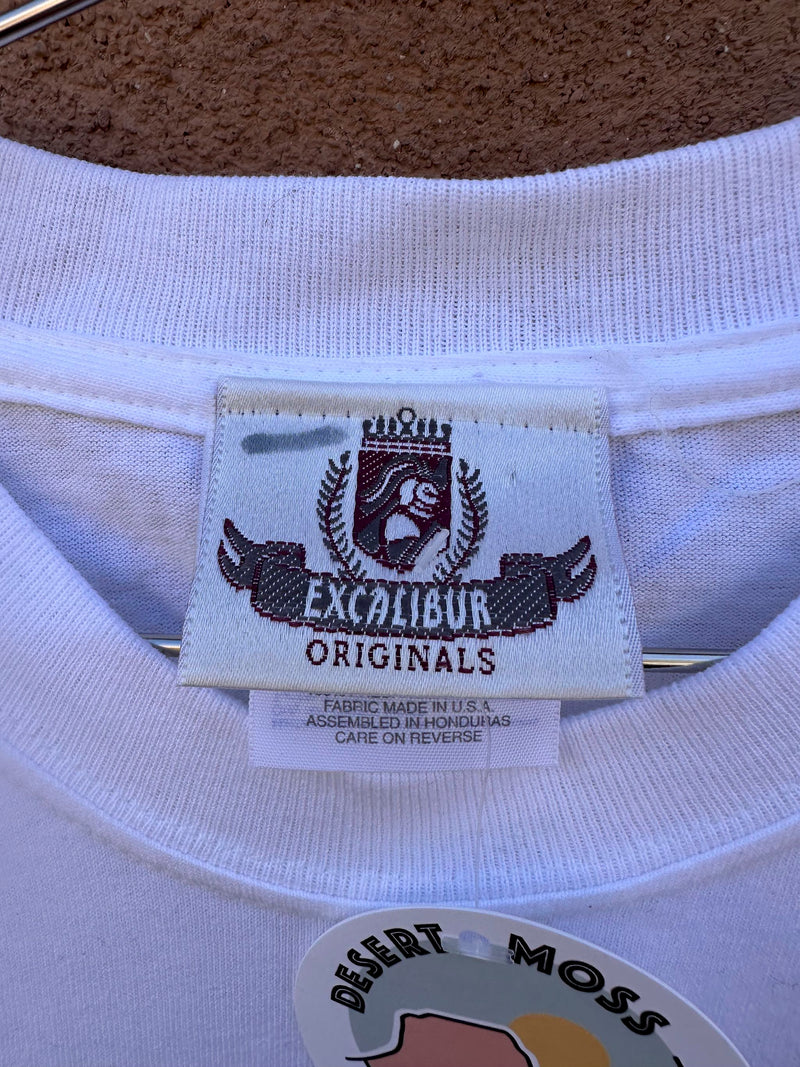 EXCALIBUR
ORIGINALS
FABRIC MADE IN U.S.A.
ASSEMBLED IN HONDURAS
CARE ON REVERSE
DESERT MOSS